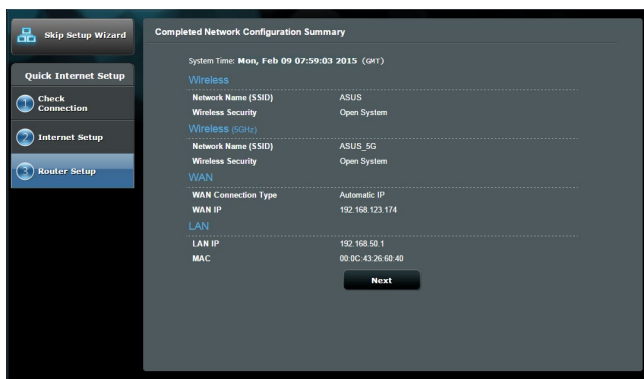 Skip Setup Wizard
Quick Internet Setup
1 Check Connection
2 Internet Setup
3 Router Setup
Completed Network Configuration Summary
System Time: Mon, Feb 09 07:59:03 2015 (GMT)
Wireless
Network Name (SSID) ASUS
Wireless Security Open System
Wireless (5GHz)
Network Name (SSID) ASUS_5G
Wireless Security Open System
WAN
WAN Connection Type Automatic IP
WAN IP 192.168.123.174
LAN
LAN IP 192.168.50.1
MAC 00:0C:43:26:60:40
Next